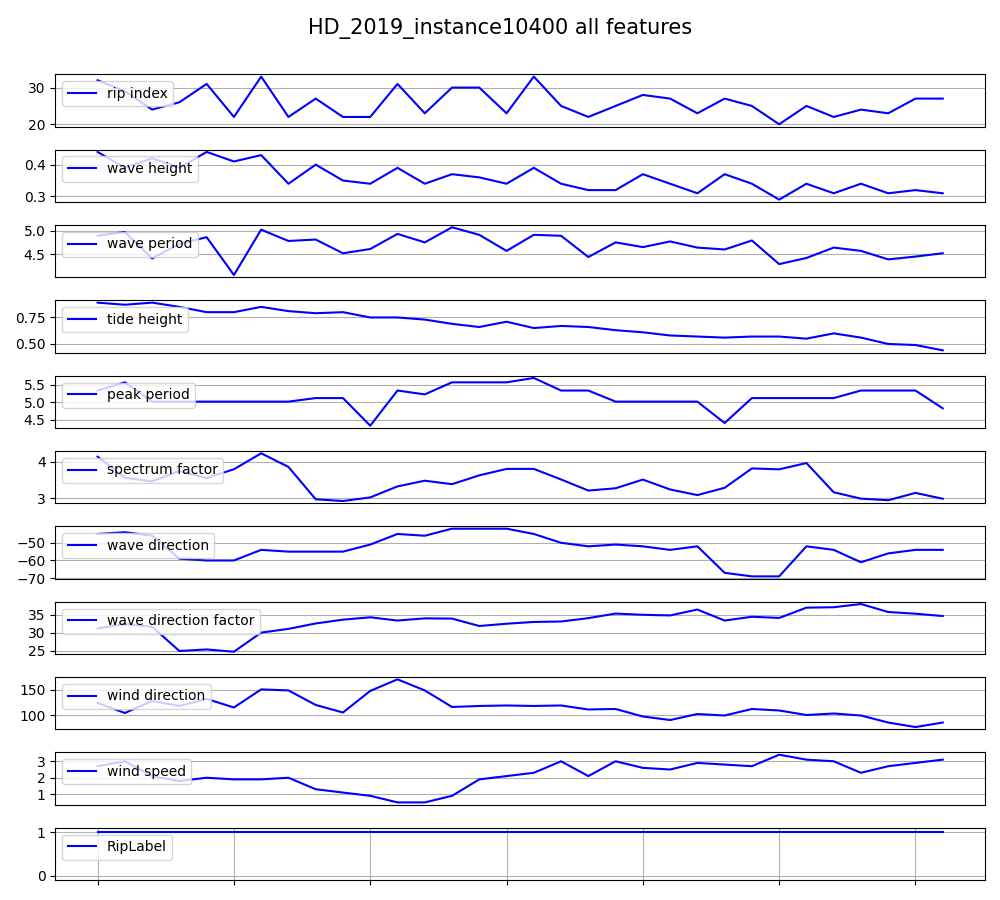 HD_2019_instance10400 all features
30
20
rip index
0.4
0.3
wave height
5.0
4.5
wave period
0.75
0.50
tide height
5.5
5.0
4.5
peak period
4
3
spectrum factor
−50
−60
−70
wave direction
35
30
25
wave direction factor
150
100
wind direction
3
2
1
wind speed
1
0
RipLabel